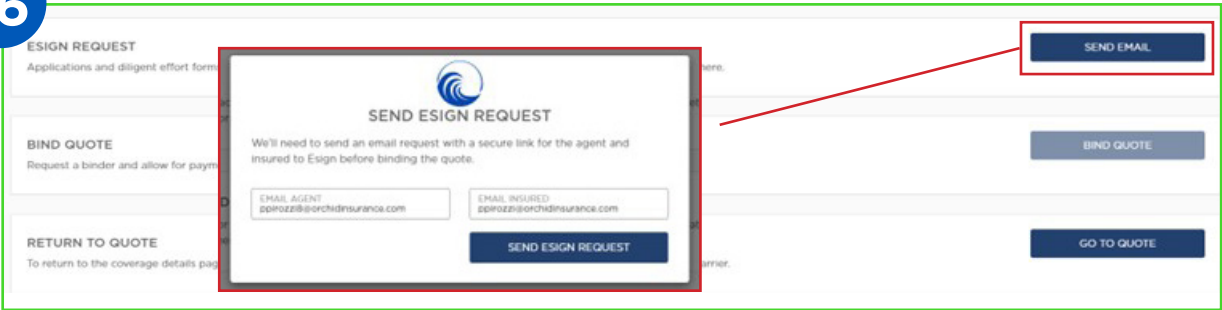 6
ESIGN REQUEST
SEND EMAIL
Applications and diligent effort form
here.
SEND ESIGN REQUEST
We'll need to send an email request with a secure link for the agent and
insured to Esign before binding the quote.
EMAIL AGENT
EMAIL INSURED
ppirozzi8@orchidinsurance.com
ppirozzi@orchidinsurance.com
SEND ESIGN REQUEST
BIND QUOTE
BIND QUOTE
Request a binder and allow for paym
RETURN TO QUOTE
GO TO QUOTE
To return to the coverage details pag
arrier.